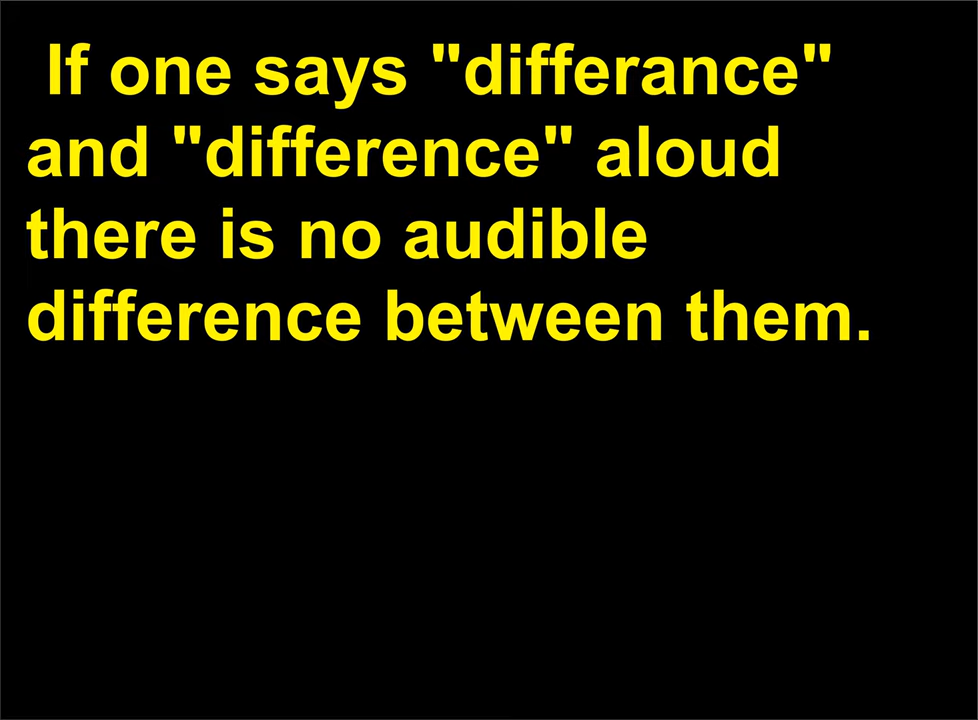 If one says "differance"
and "difference" aloud
there is no audible
difference between them.